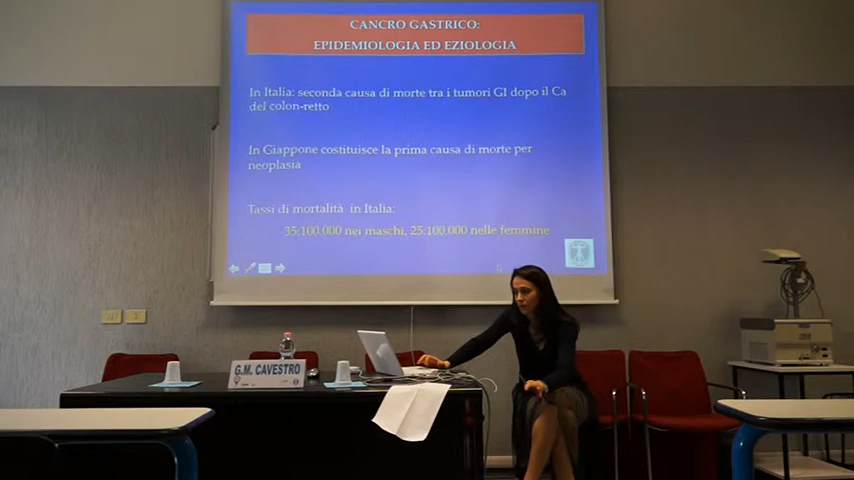 CANCRO GASTRICO:
EPIDEMIOLOGIA ED EZIOLOGIA
In Italia: seconda causa di morte tra i tumori GI dopo il Ca
del colon-retto
In Giappone costituisce la prima causa di morte per
neoplasia
Tassi di mortalità in Italia:
35:100.000 nei maschi, 25:100.000 nelle femmine
G.M. CAVESTRO